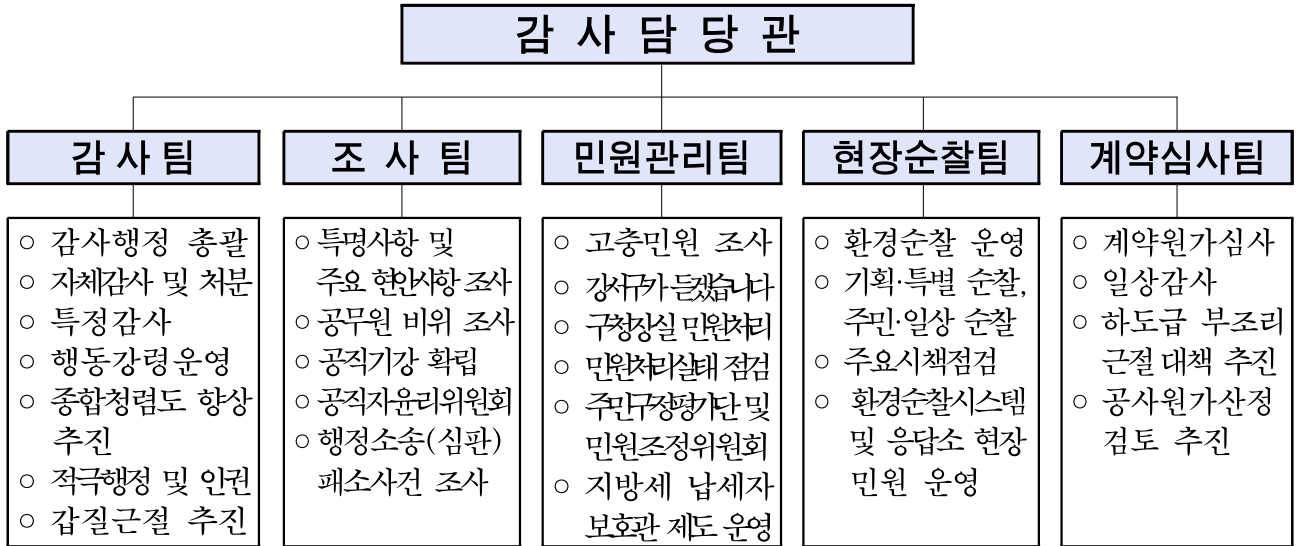 감 사 담 당 관
감 사 팀
○ 감사행정 총괄
○ 자체감사 및 처분
○ 특정감사
○ 행동강령운영
○ 종합청렴도 향상
추진
○ 적극행정 및 인권
○ 갑질근절 추진
조 사 팀
○ 특명사항 및
주요 현안사항 조사
○ 공무원 비위 조사
○ 공직기강 확립
○ 공직자윤리위원회
○ 행정소송(심판)
패소사건 조사
민원관리팀
○ 고충민원 조사
○ 강서구가 듣겠습니다
○ 구청장실 민원처리
○ 민원처리실태 점검
○ 주민구정평가단 및
민원조정위원회
○ 지방세 납세자
보호관 제도 운영
현장순찰팀
○ 환경순찰 운영
○ 기획·특별 순찰,
주민·일상 순찰
○ 주요시책점검
○ 환경순찰시스템
및 응답소 현장
민원 운영
계약심사팀
○ 계약원가심사
○ 일상감사
○ 하도급 부조리
근절 대책 추진
○ 공사원가산정
검토 추진